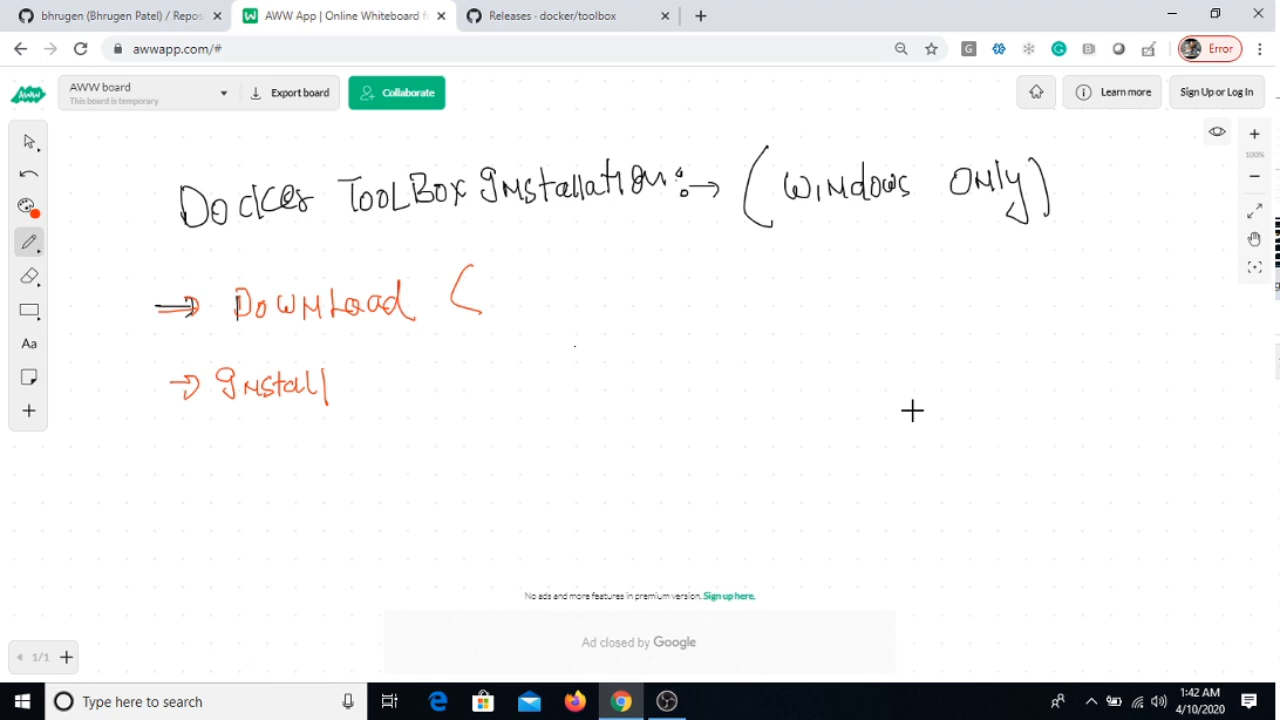 bhrugen (Bhrugen Patel) / Repos
AWW App | Online Whiteboard f
Releases · docker/toolbox
awwapp.com/#
Error
AWW
AWW board
This board is temporary
Export board
Collaborate
Learn more
Sign Up or Log In
100%
Docker ToolBox Installation: → (Windows Only)
⇒ Download (
→ Install
Aa
No ads and more features in premium version. Sign up here.
Ad closed by Google
1/1
Type here to search
1:42 AM
4/10/2020